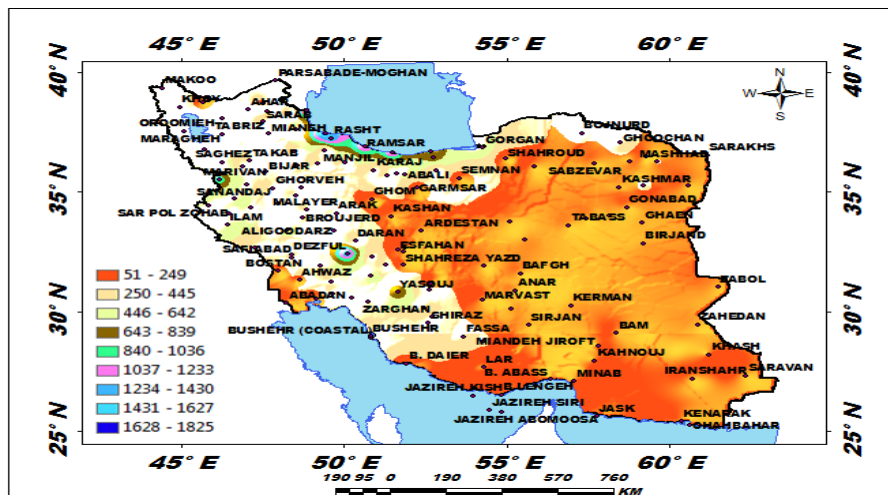 45° E 50° E 55° E 60° E
40° N 40° N
35° N 35° N
30° N 30° N
25° N 25° N
N
W E
S
MAKOO PARSABADE-MOGHAN
KHOY AHAR
SARAB
OROOMIEH TABRIZ MIANEH RASHT
MARAGHEH RAMSAR GORGAN BOJNURD
GHOOCHAN
SAGHEZ TAKAB MANJIL KARAJ SHAHROUD MASHHAD SARAKHS
MARIVAN BIJAR ABALI SEMNAN SABZEVAR
SANANDAJ GHORVEH GHOM GARMSAR KASHMAR
MALAYER ARAK GONABAD
SAR POL ZOHAB ILAM BROUJERD KASHAN ARDESTAN TABASS GHAEN
ALIGOODARZ DARAN BIRJAND
SAFIABAD DEZFUL ESFAHAN
BOSTAN SHAHREZA YAZD BAFGH
AHWAZ YASOUJ ANAR ZABOL
ABADAN MARVAST KERMAN
ZARGHAN SHIRAZ SIRJAN ZAHEDAN
BUSHEHR (COASTAL) BUSHEHR FASSA BAM
MIANDEH JIROFT
B. DAIER LAR KAHNOUJ KHASH
B. ABASS MINAB IRANSHAHR SARAVAN
JAZIREH KISH B. LENGEH
JAZIREH SIRI JASK KENARAK
JAZIREH ABOMOOSA CHAHBAHAR
51 - 249
250 - 445
446 - 642
643 - 839
840 - 1036
1037 - 1233
1234 - 1430
1431 - 1627
1628 - 1825
190 95 0 190 380 570 760
KM